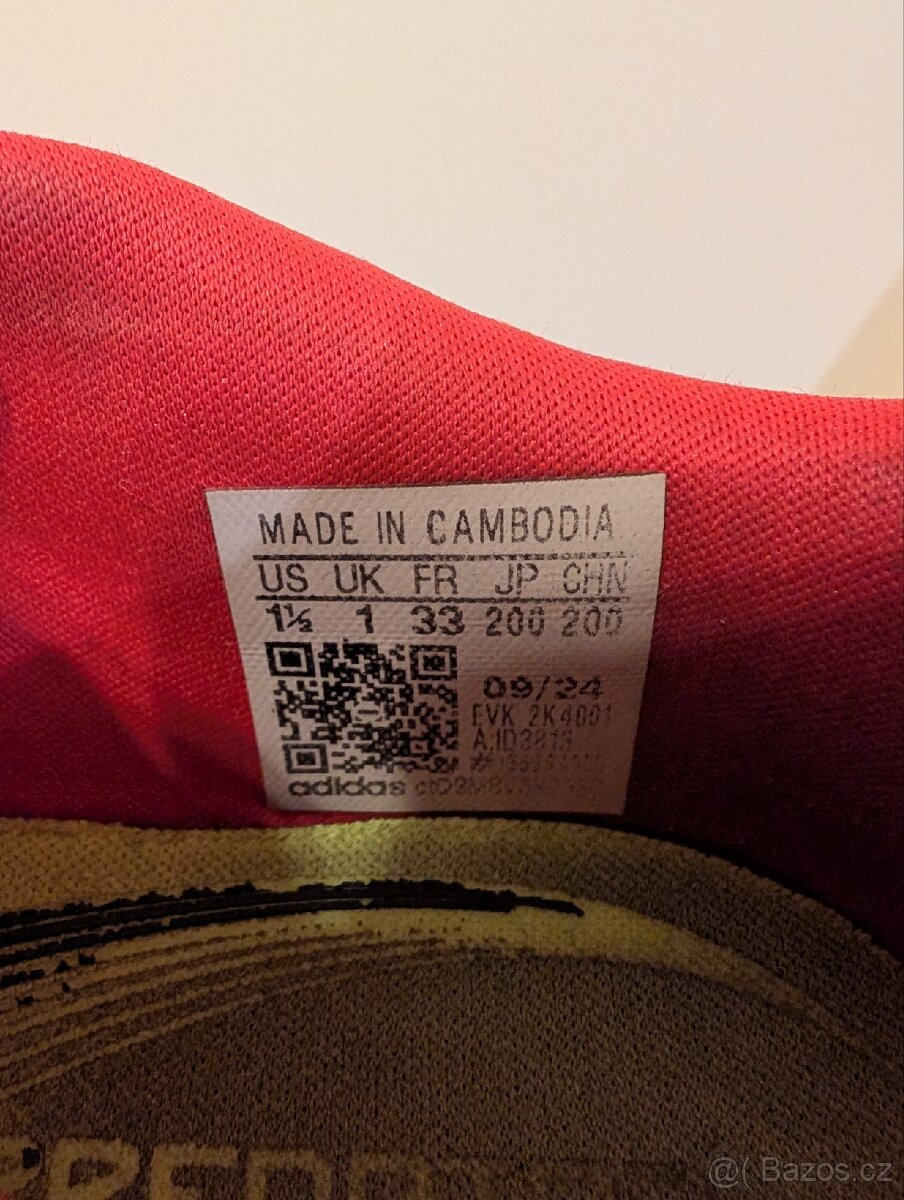 MADE IN CAMBODIA
US UK FR JP CHN
1½ 1 33 200 200
09/24
EVK 2K4001
A.ID3813
adidas
@( Bazos.cz